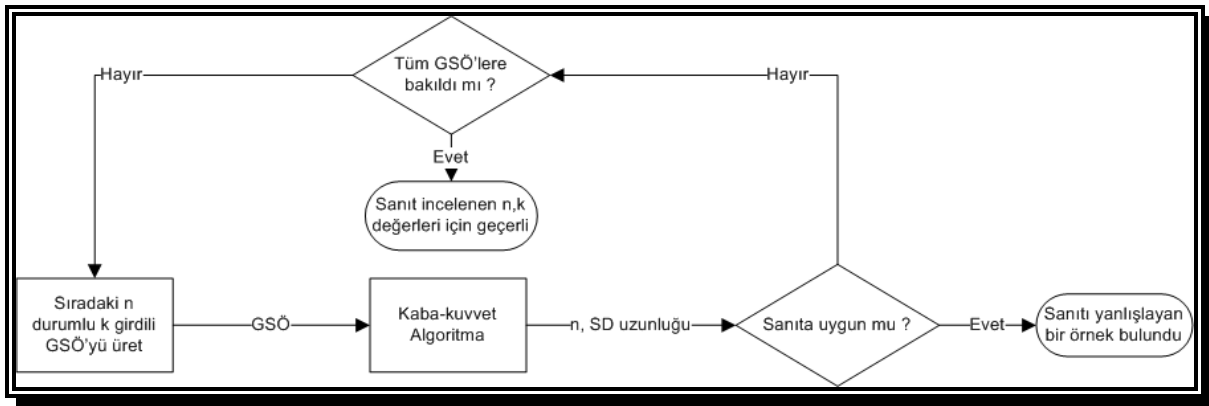 Tüm GSÖ'lere
bakıldı mı ?
Hayır
Hayır
Evet
Sanıt incelenen n,k
değerleri için geçerli
Sıradaki n
durumlu k girdili
GSÖ'yü üret
GSÖ
Kaba-kuvvet
Algoritma
n, SD uzunluğu
Sanıta uygun mu ?
Evet
Sanıtı yanlışlayan
bir örnek bulundu